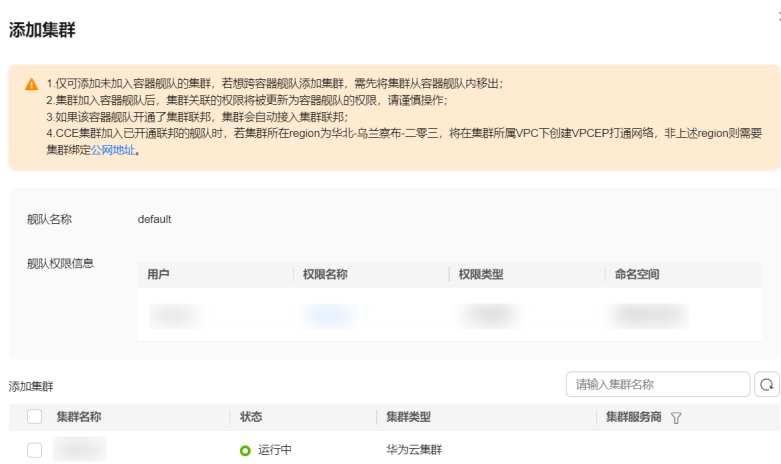 添加集群
1.仅可添加未加入容器舰队的集群，若想跨容器舰队添加集群，需先将集群从容器舰队内移出；
2.集群加入容器舰队后，集群关联的权限将被更新为容器舰队的权限，请谨慎操作；
3.如果该容器舰队开通了集群联邦，集群会自动接入集群联邦；
4.CCE集群加入已开通联邦的舰队时，若集群所在region为华北-乌兰察布-二零三，将在集群所属VPC下创建VPCEP打通网络，非上述region则需要
集群绑定公网地址。
舰队名称 default
舰队权限信息
用户 权限名称 权限类型 命名空间
添加集群 请输入集群名称
集群名称 状态 集群类型 集群服务商
运行中 华为云集群